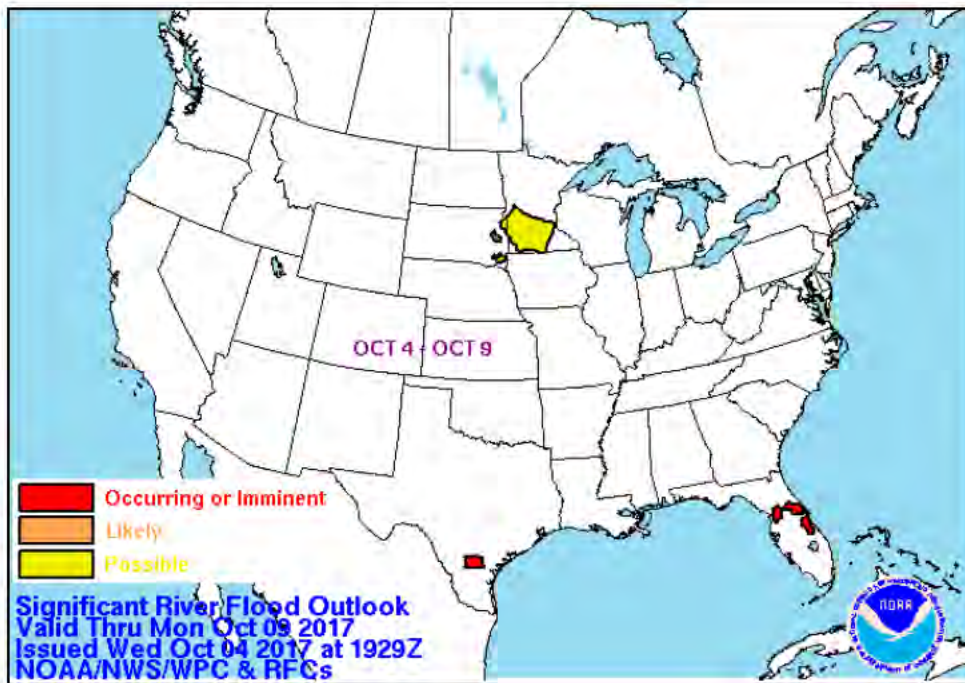 OCT 4 - OCT 9
Occurring or Imminent
Likely
Possible
Significant River Flood Outlook
Valid Thru Mon Oct 09 2017
Issued Wed Oct 04 2017 at 1929Z
NOAA/NWS/WPC & RFCs
NOAA